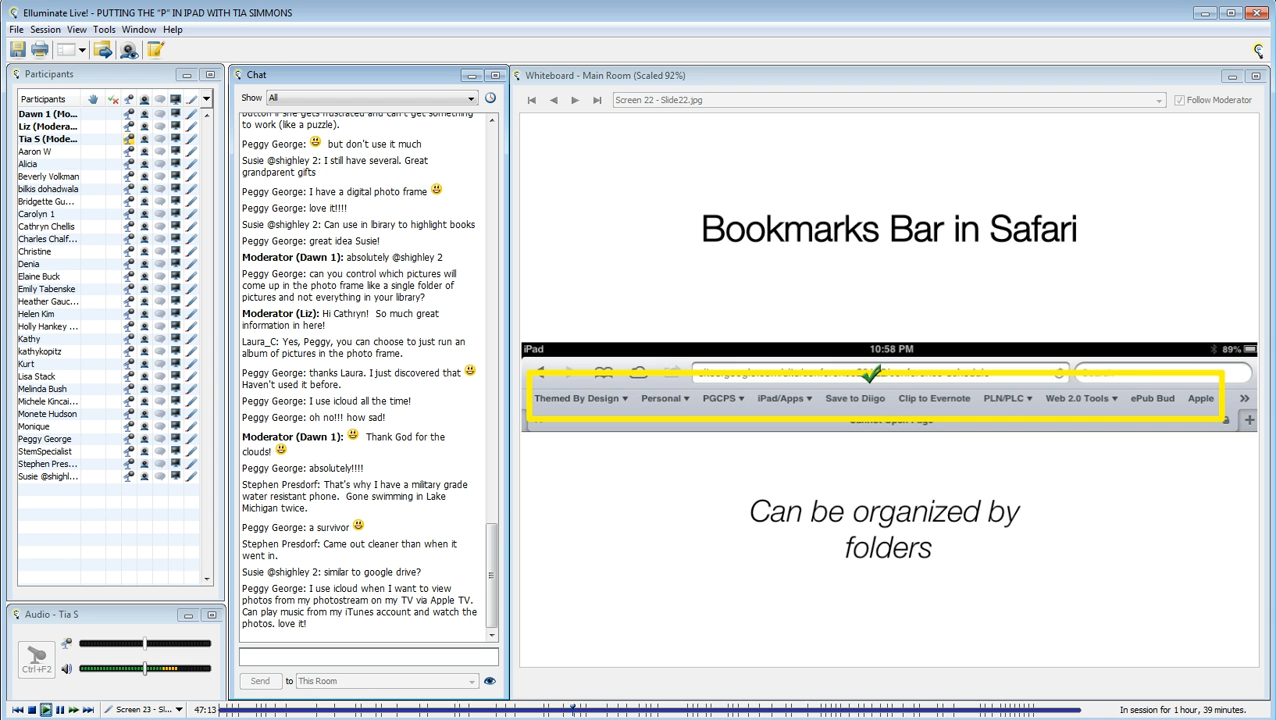 Elluminate Live! - PUTTING THE "P" IN IPAD WITH TIA SIMMONS
File Session View Tools Window Help
Participants
Participants
Dawn 1 (Mo...
Liz (Modera...
Tia S (Mode...
Aaron W
Alicia
Beverly Volkman
bilkis dohadwala
Bridgette Gu...
Carolyn 1
Cathryn Chellis
Charles Chalf...
Christine
Denia
Elaine Buck
Emily Tabenske
Heather Gauc...
Helen Kim
Holly Hankey ...
Kathy
kathykopitz
Kurt
Lisa Stack
Melinda Bush
Michele Kincai...
Monete Hudson
Monique
Peggy George
StemSpecialist
Stephen Pres...
Susie @shighl...
Audio - Tia S
Ctrl+F2
Chat
Show All
button if she gets frustrated and can't get something
to work (like a puzzle).
Peggy George: but don't use it much
Susie @shighley 2: I still have several. Great
grandparent gifts
Peggy George: I have a digital photo frame
Peggy George: love it!!!!
Susie @shighley 2: Can use in lbirary to highlight books
Peggy George: great idea Susie!
Moderator (Dawn 1): absolutely @shighley 2
Peggy George: can you control which pictures will
come up in the photo frame like a single folder of
pictures and not everything in your library?
Moderator (Liz): Hi Cathryn! So much great
information in here!
Laura_C: Yes, Peggy, you can choose to just run an
album of pictures in the photo frame.
Peggy George: thanks Laura. I just discovered that
Haven't used it before.
Peggy George: I use icloud all the time!
Peggy George: oh no!!! how sad!
Moderator (Dawn 1): Thank God for the
clouds!
Peggy George: absolutely!!!!
Stephen Presdorf: That's why I have a military grade
water resistant phone. Gone swimming in Lake
Michigan twice.
Peggy George: a survivor
Stephen Presdorf: Came out cleaner than when it
went in.
Susie @shighley 2: similar to google drive?
Peggy George: I use icloud when I want to view
photos from my photostream on my TV via Apple TV.
Can play music from my iTunes account and watch the
photos. love it!
Send to This Room
Whiteboard - Main Room (Scaled 92%)
Screen 22 - Slide22.jpg
Follow Moderator
Bookmarks Bar in Safari
iPad 10:58 PM 89%
Themed By Design Personal PGCPS iPad/Apps Save to Diigo Clip to Evernote PLN/PLC Web 2.0 Tools ePub Bud Apple
Can be organized by
folders
Screen 23 - Sl... 47:13 In session for 1 hour, 39 minutes.